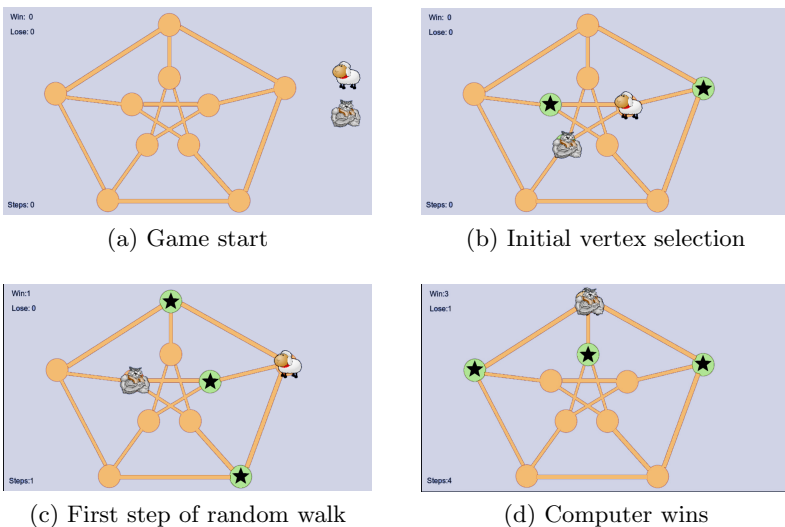 Win: 0
Lose: 0
Steps: 0
(a) Game start
Win: 0
Lose: 0
Steps: 0
(b) Initial vertex selection
Win:1
Lose: 0
Steps:1
(c) First step of random walk
Win:3
Lose:1
Steps:4
(d) Computer wins